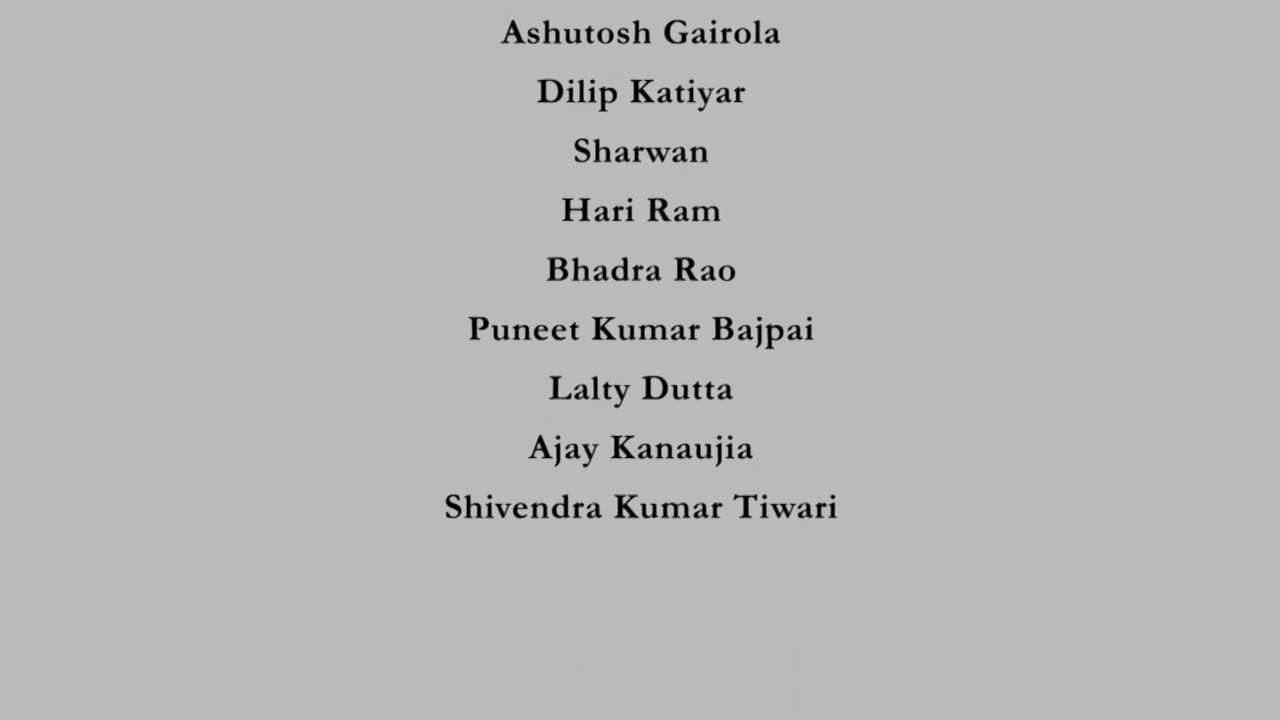 Ashutosh Gairola
Dilip Katiyar
Sharwan
Hari Ram
Bhadra Rao
Puneet Kumar Bajpai
Lalty Dutta
Ajay Kanaujia
Shivendra Kumar Tiwari